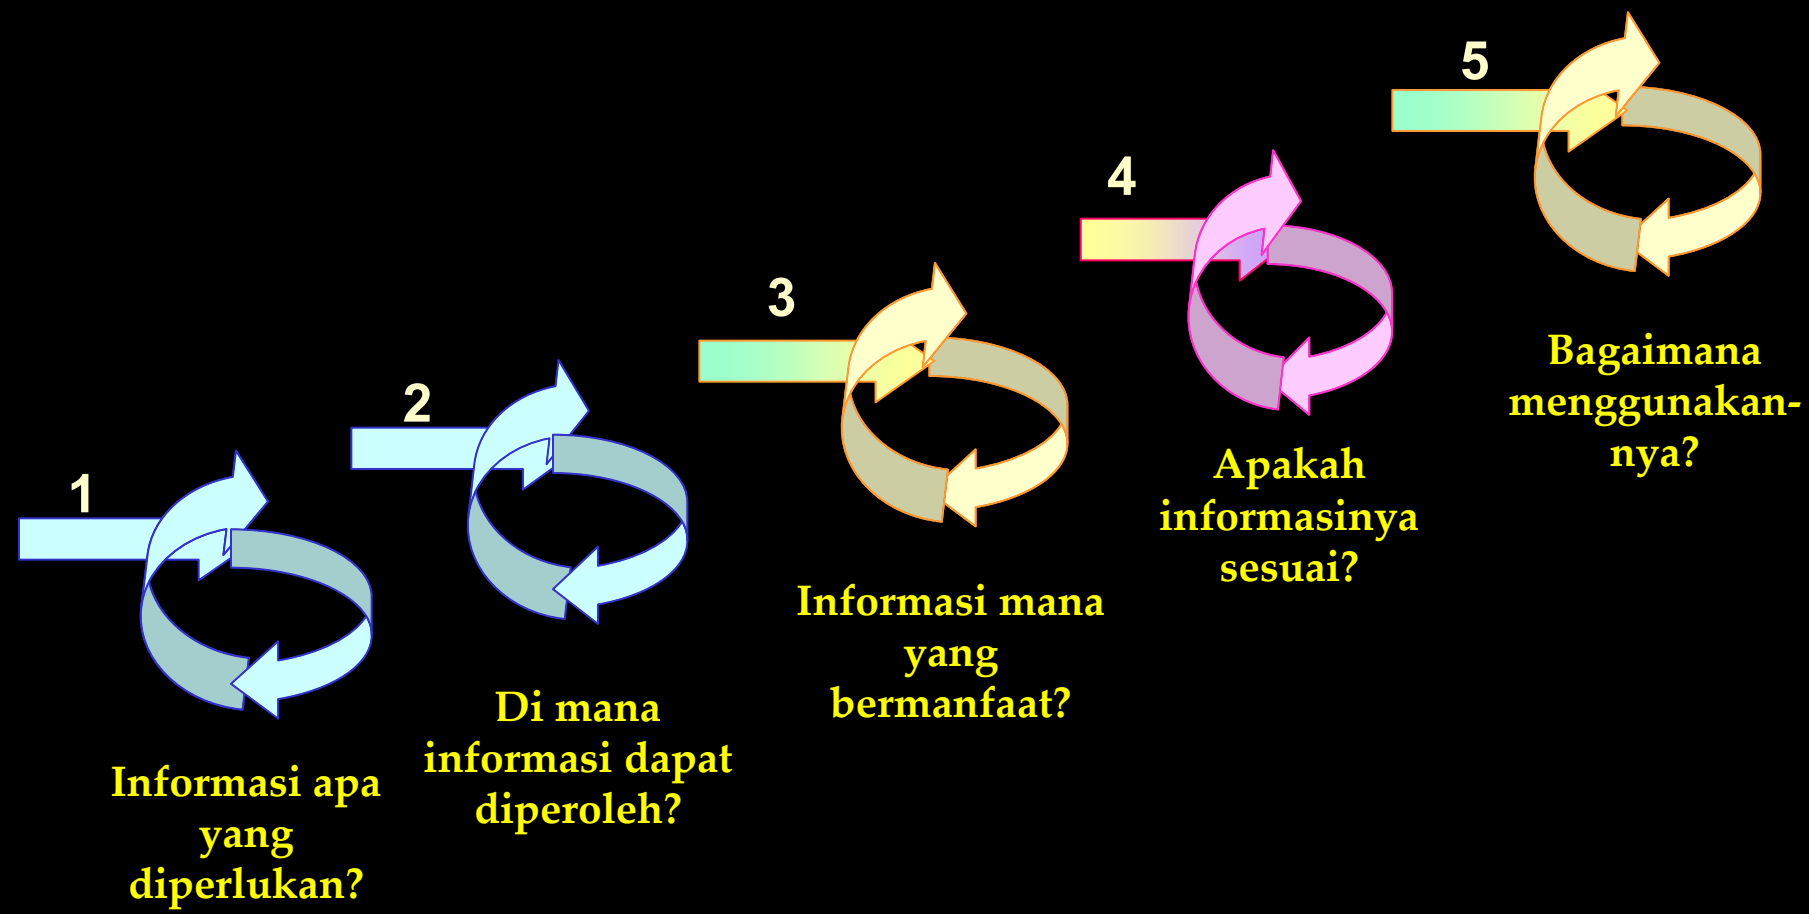 1
Informasi apa
yang
diperlukan?
2
Di mana
informasi dapat
diperoleh?
3
Informasi mana
yang
bermanfaat?
4
Apakah
informasinya
sesuai?
5
Bagaimana
menggunakan-
nya?